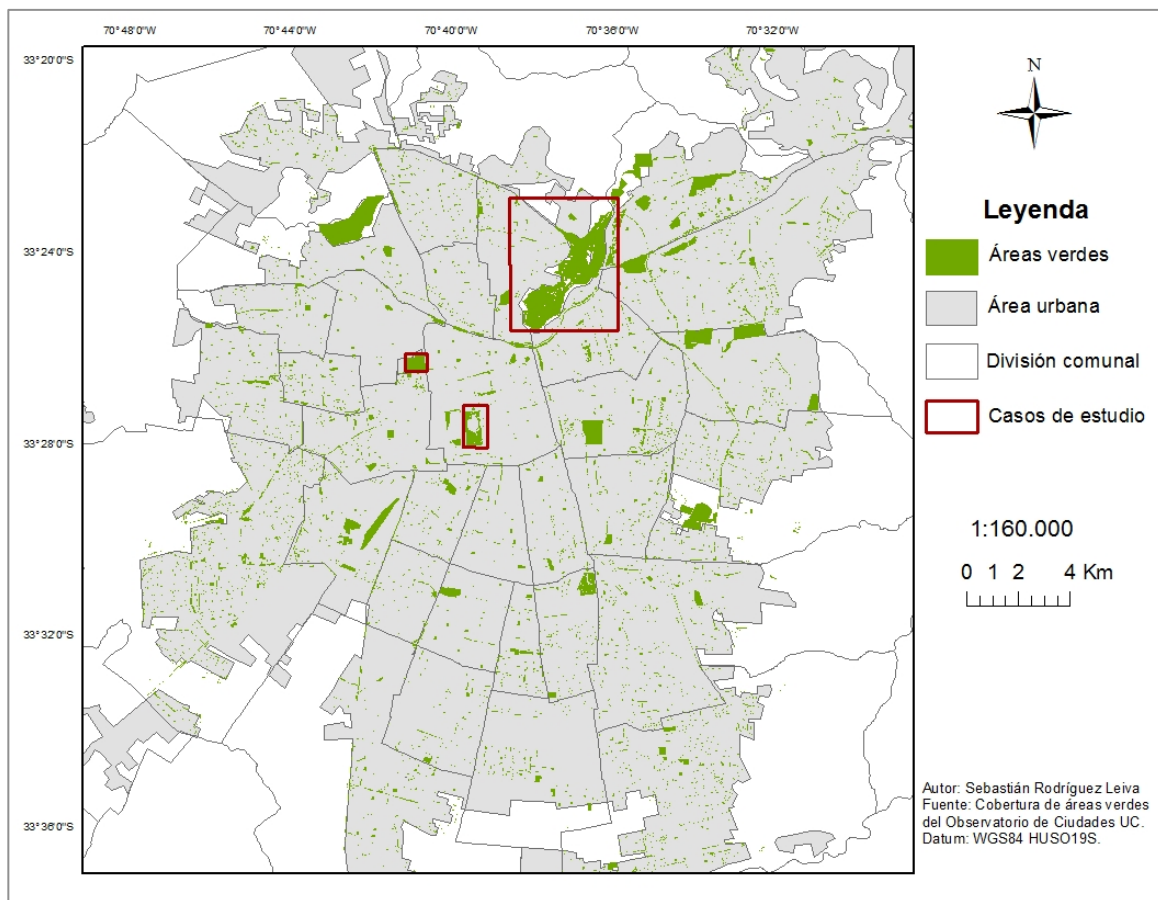 70°48'0"W 70°44'0"W 70°40'0"W 70°36'0"W 70°32'0"W
33°20'0"S
33°24'0"S
33°28'0"S
33°32'0"S
33°36'0"S
N
Leyenda
Áreas verdes
Área urbana
División comunal
Casos de estudio
1:160.000
0 1 2 4 Km
Autor: Sebastián Rodríguez Leiva
Fuente: Cobertura de áreas verdes
del Observatorio de Ciudades UC.
Datum: WGS84 HUSO19S.